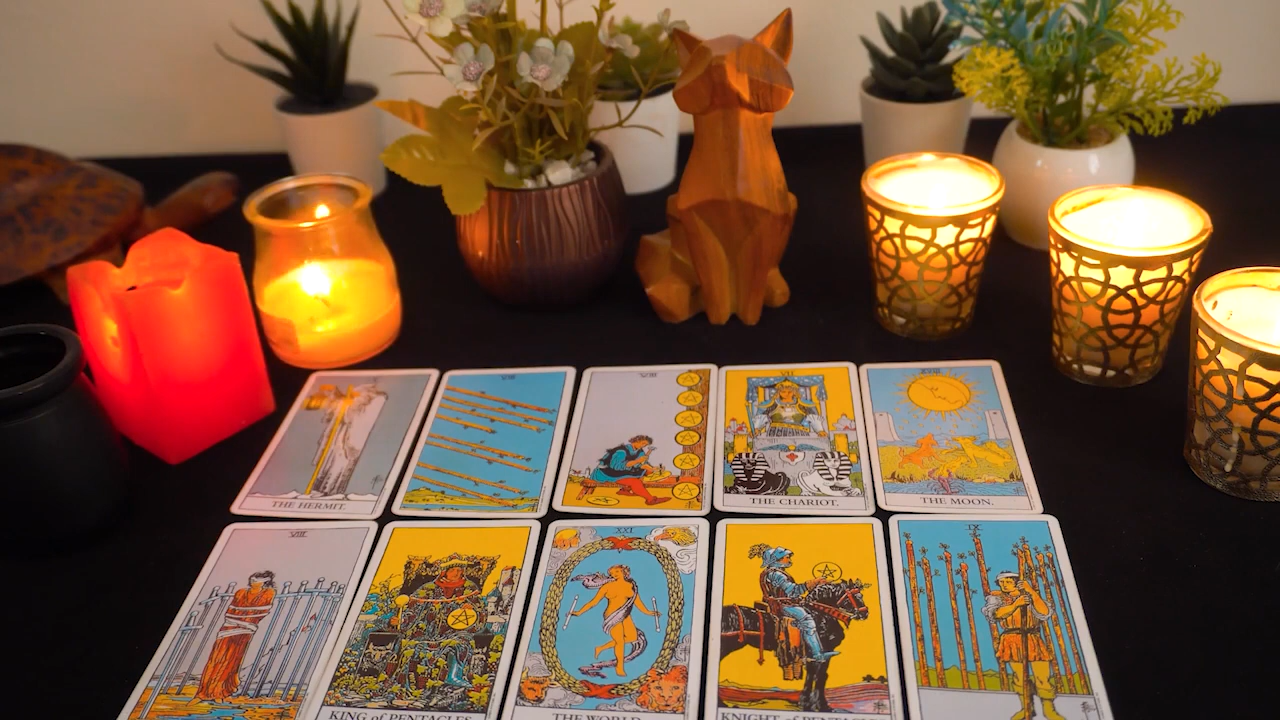 THE HERMIT.
VIII
VIII
VII
THE CHARIOT.
XVIII
THE MOON.
VIII
KING of PENTACLES.
XXI
THE WORLD.
KNIGHT of PENTACLES.
IX